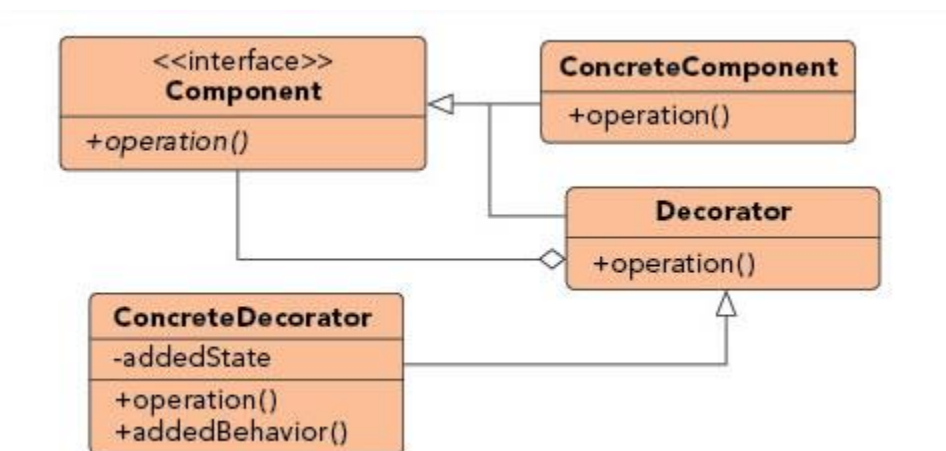 <<interface>>
Component
+operation()
ConcreteComponent
+operation()
Decorator
+operation()
ConcreteDecorator
-addedState
+operation()
+addedBehavior()